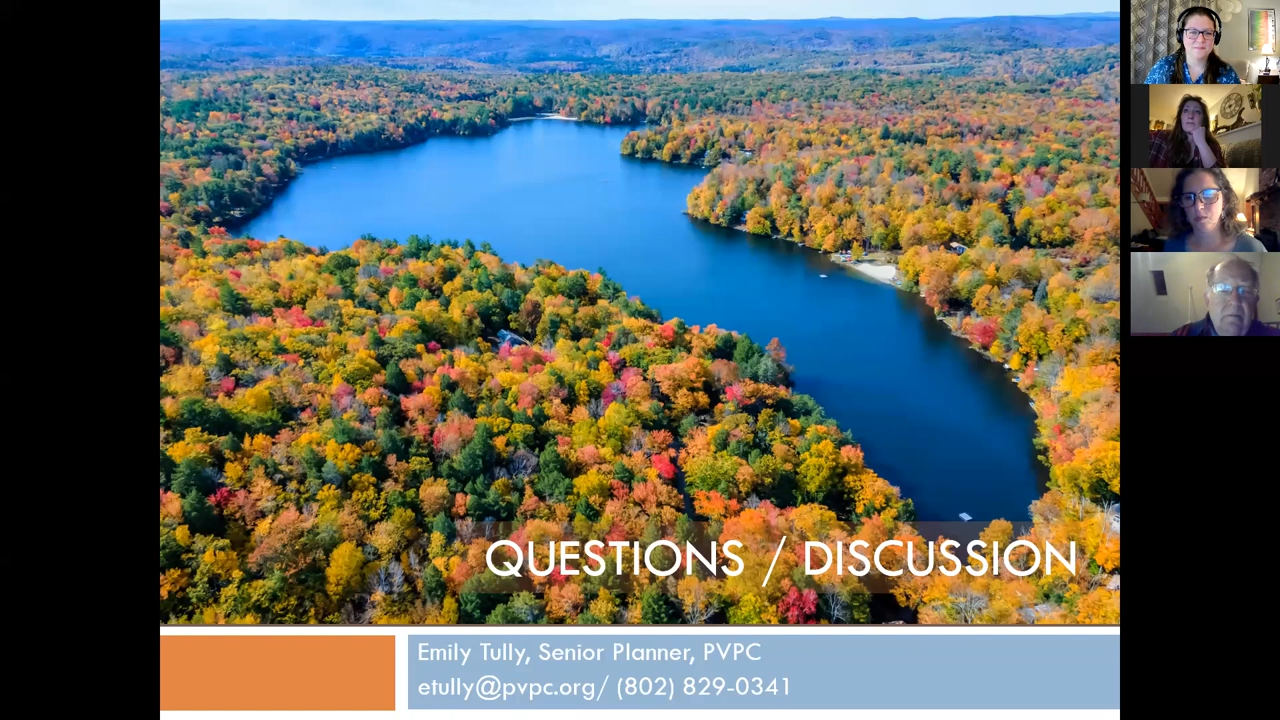 QUESTIONS / DISCUSSION
Emily Tully, Senior Planner, PVPC
etully@pvpc.org/ (802) 829-0341